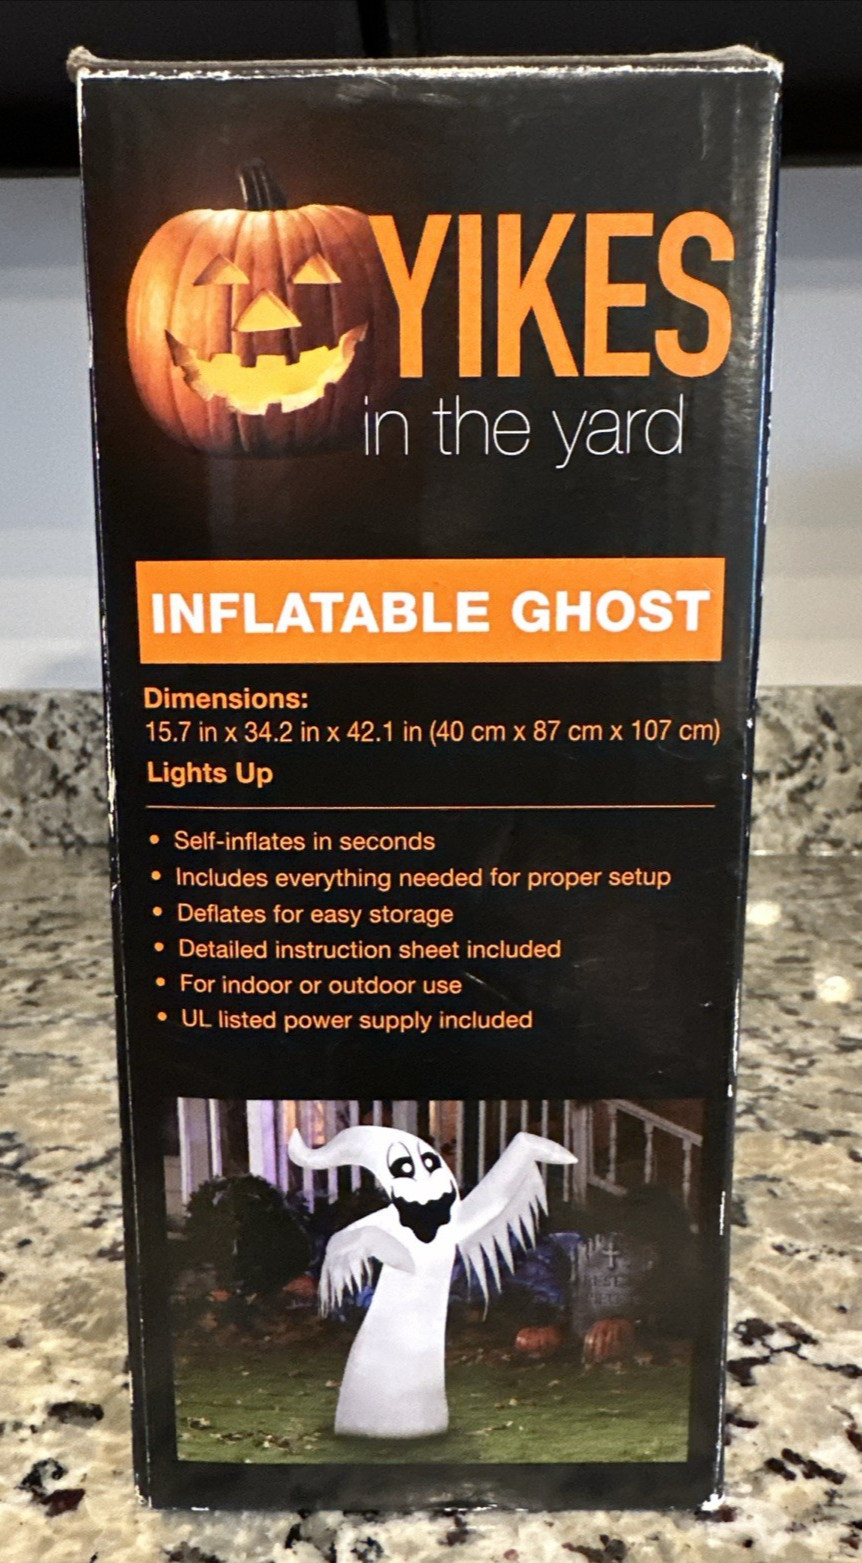 YIKES
in the yard
INFLATABLE GHOST
Dimensions:
15.7 in x 34.2 in x 42.1 in (40 cm x 87 cm x 107 cm)
Lights Up
• Self-inflates in seconds
• Includes everything needed for proper setup
• Deflates for easy storage
• Detailed instruction sheet included
• For indoor or outdoor use
• UL listed power supply included